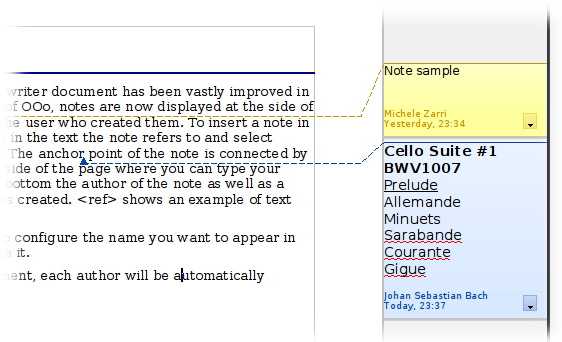 writer document has been vastly improved in
of OOo, notes are now displayed at the side of
user who created them. To insert a note in
in the text the note refers to and select
The anchor point of the note is connected by
side of the page where you can type your
bottom the author of the note as well as a
created. <ref> shows an example of text
configure the name you want to appear in
it.
each author will be automatically
Note sample
Michele Zarri
Yesterday, 23:34
Cello Suite #1
BWV1007
Prelude
Allemande
Minuets
Sarabande
Courante
Gigue
Johan Sebastian Bach
Today, 23:37